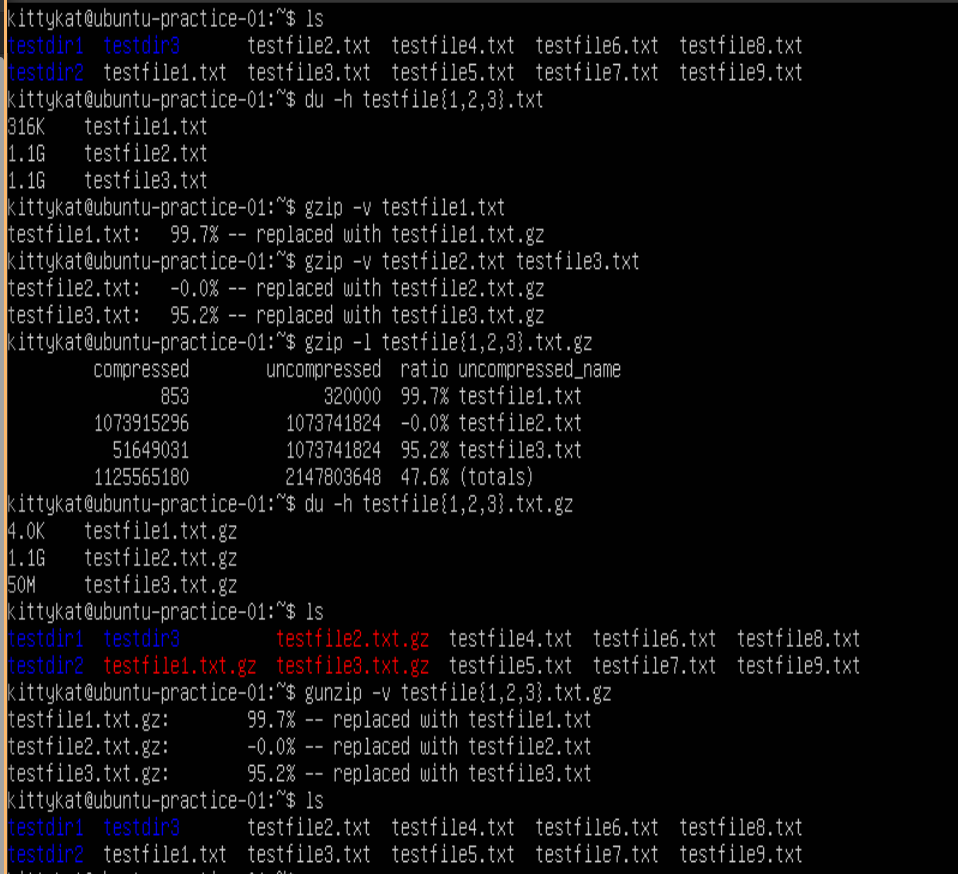 kittykat@ubuntu-practice-01:~$ ls
testdir1  testdir3       testfile2.txt  testfile4.txt  testfile6.txt  testfile8.txt
testdir2  testfile1.txt  testfile3.txt  testfile5.txt  testfile7.txt  testfile9.txt
kittykat@ubuntu-practice-01:~$ du -h testfile{1,2,3}.txt
316K    testfile1.txt
1.1G    testfile2.txt
1.1G    testfile3.txt
kittykat@ubuntu-practice-01:~$ gzip -v testfile1.txt
testfile1.txt:   99.7% -- replaced with testfile1.txt.gz
kittykat@ubuntu-practice-01:~$ gzip -v testfile2.txt testfile3.txt
testfile2.txt:   -0.0% -- replaced with testfile2.txt.gz
testfile3.txt:   95.2% -- replaced with testfile3.txt.gz
kittykat@ubuntu-practice-01:~$ gzip -l testfile{1,2,3}.txt.gz
         compressed        uncompressed  ratio uncompressed_name
                853              320000  99.7% testfile1.txt
         1073915296          1073741824  -0.0% testfile2.txt
           51649031          1073741824  95.2% testfile3.txt
         1125565180          2147803648  47.6% (totals)
kittykat@ubuntu-practice-01:~$ du -h testfile{1,2,3}.txt.gz
4.0K    testfile1.txt.gz
1.1G    testfile2.txt.gz
50M     testfile3.txt.gz
kittykat@ubuntu-practice-01:~$ ls
testdir1  testdir3          testfile2.txt.gz  testfile4.txt  testfile6.txt  testfile8.txt
testdir2  testfile1.txt.gz  testfile3.txt.gz  testfile5.txt  testfile7.txt  testfile9.txt
kittykat@ubuntu-practice-01:~$ gunzip -v testfile{1,2,3}.txt.gz
testfile1.txt.gz:        99.7% -- replaced with testfile1.txt
testfile2.txt.gz:        -0.0% -- replaced with testfile2.txt
testfile3.txt.gz:        95.2% -- replaced with testfile3.txt
kittykat@ubuntu-practice-01:~$ ls
testdir1  testdir3       testfile2.txt  testfile4.txt  testfile6.txt  testfile8.txt
testdir2  testfile1.txt  testfile3.txt  testfile5.txt  testfile7.txt  testfile9.txt